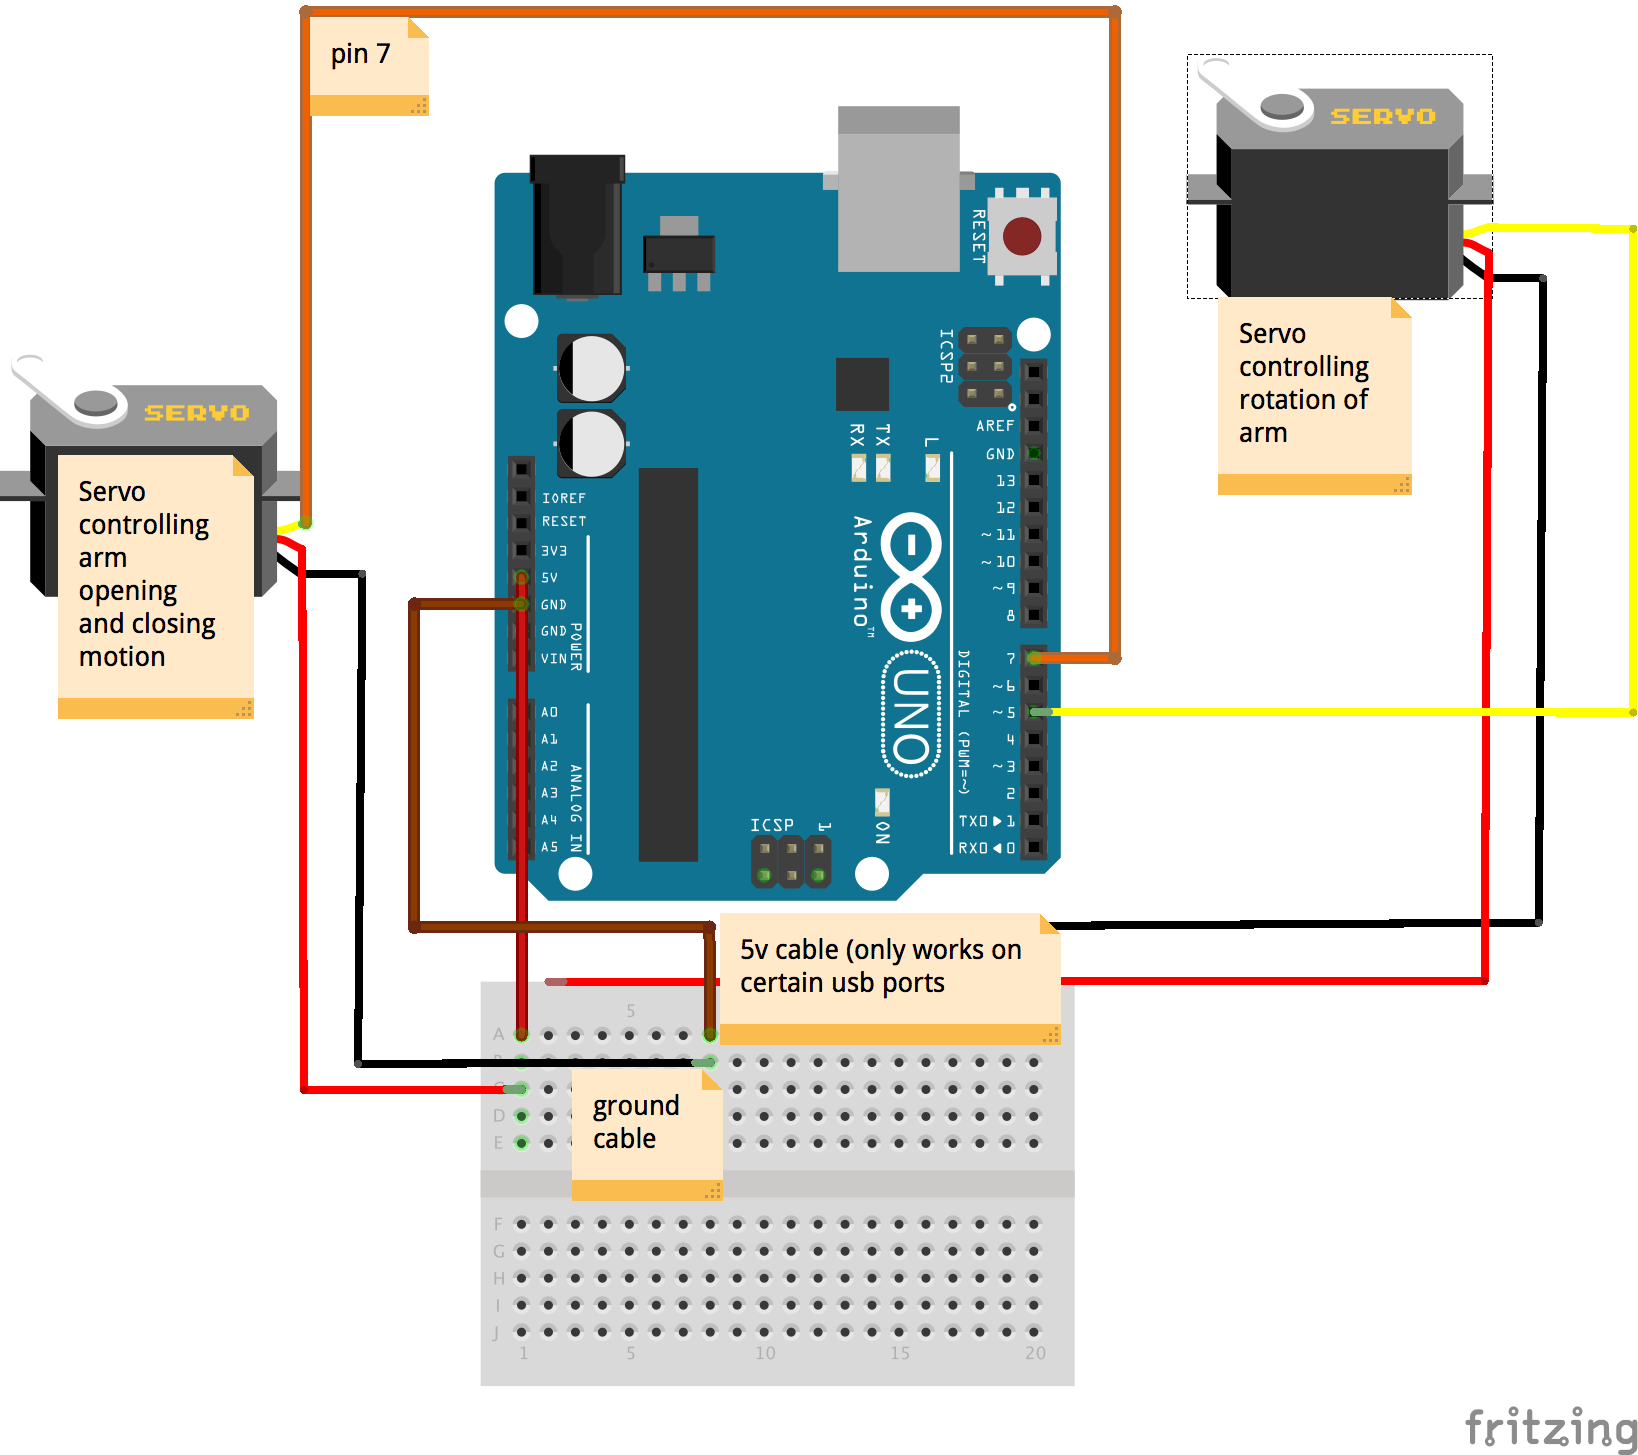 pin 7
SERVO
Servo
controlling
rotation of
arm
SERVO
Servo
controlling
arm
opening
and closing
motion
RESET
ICSP2
AREF
GND
13
12
~11
~10
~9
8
7
~6
~5
4
~3
2
TX0▶1
RX0◀0
RX
TX
L
Arduino™
UNO
DIGITAL (PWM=~)
ON
ICSP
1
IOREF
RESET
3V3
5V
GND
GND
VIN
POWER
A0
A1
A2
A3
A4
A5
ANALOG IN
5v cable (only works on
certain usb ports
ground
cable
5
A
D
E
F
G
H
I
J
1 5 10 15 20
fritzing